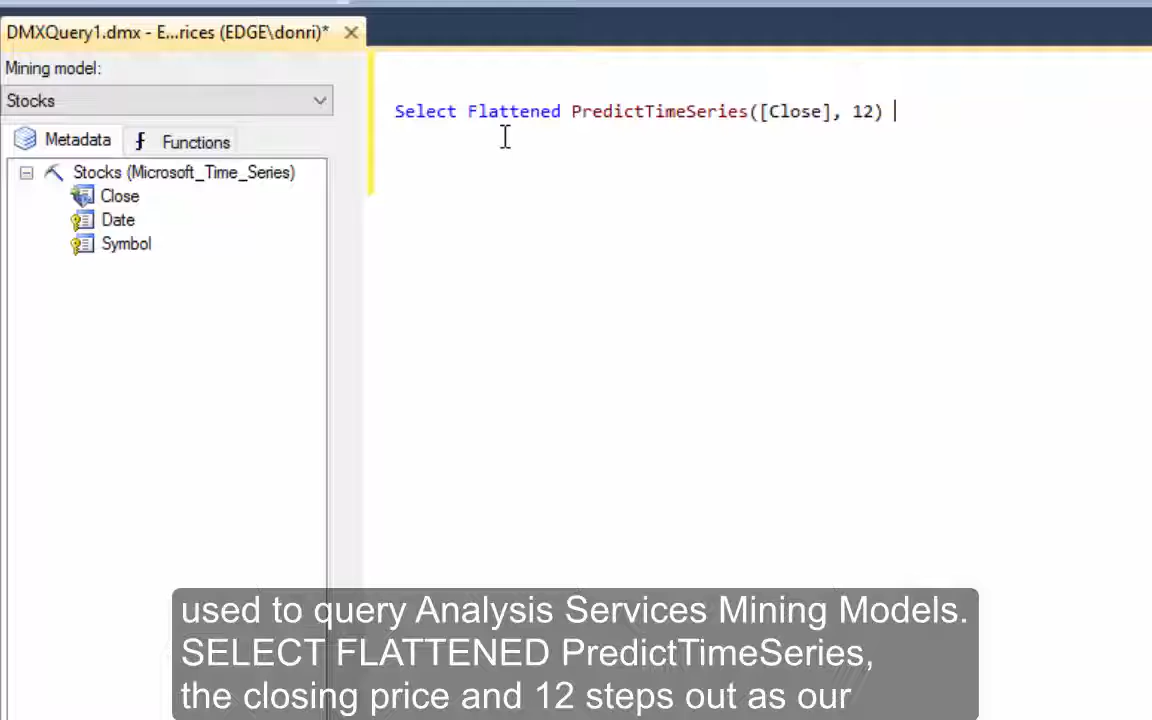 DMXQuery1.dmx - E...rices (EDGE\donri)*
Mining model:
Stocks
Metadata
Functions
Stocks (Microsoft_Time_Series)
Close
Date
Symbol
Select Flattened PredictTimeSeries([Close], 12)
used to query Analysis Services Mining Models.
SELECT FLATTENED PredictTimeSeries,
the closing price and 12 steps out as our